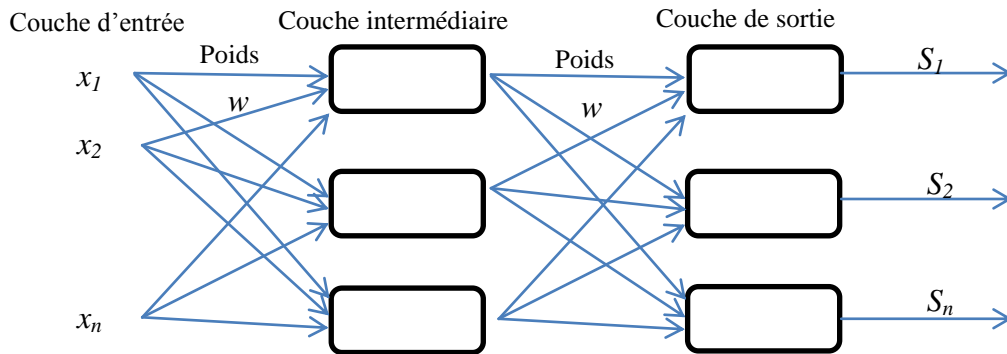 Couche d’entrée
Couche intermédiaire
Couche de sortie
Poids
Poids
x1
S1
w
w
x2
S2
xn
Sn